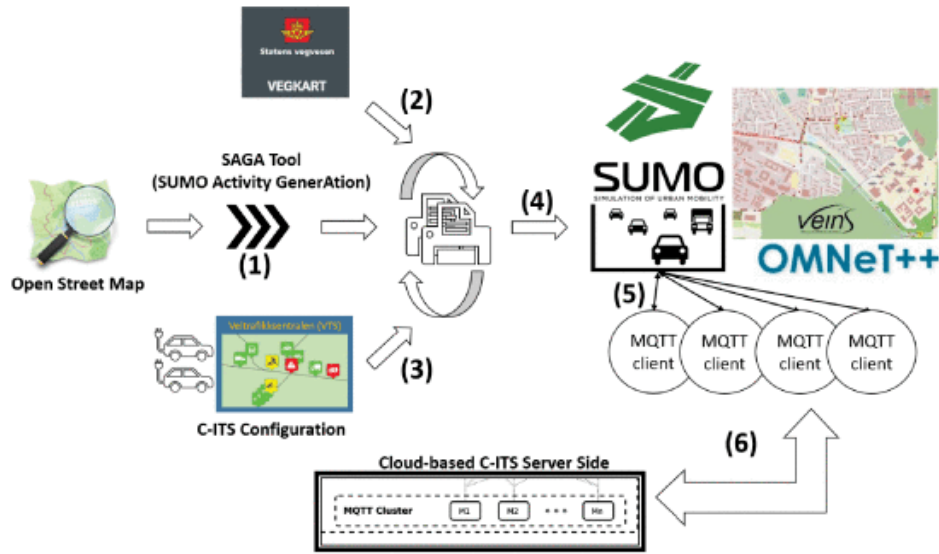 Statens vegvesen
VEGKART
(2)
SAGA Tool
(SUMO Activity GenerAtion)
(1)
Open Street Map
(4)
SUMO
SIMULATION OF URBAN MOBILITY
veins
OMNeT++
(5)
MQTT
client
MQTT
client
MQTT
client
MQTT
client
Veitrafikksentralen (VTS)
(3)
C-ITS Configuration
(6)
Cloud-based C-ITS Server Side
MQTT Cluster
M1
M2
Mn